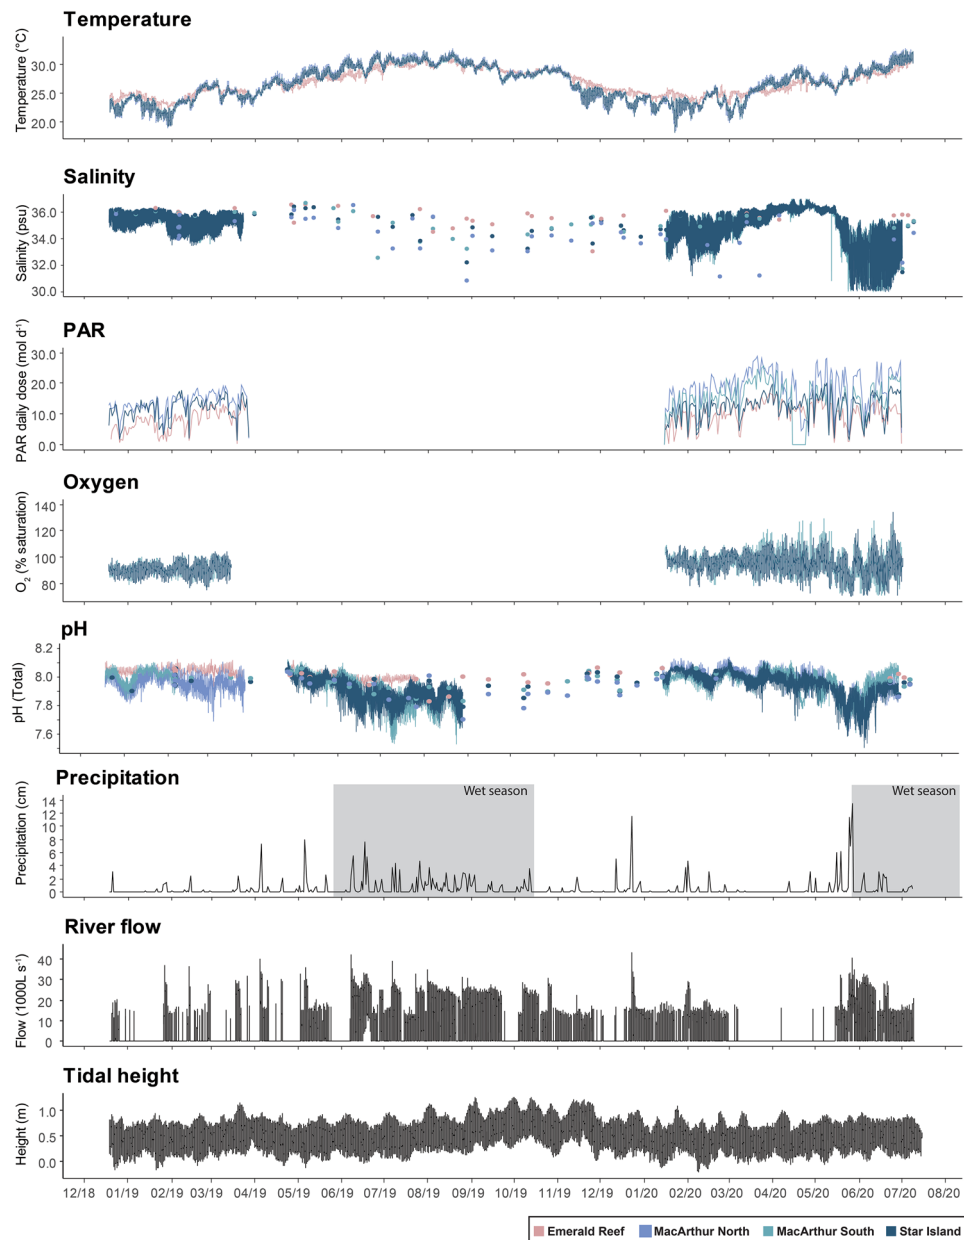 Temperature
Temperature (°C)
30.0
25.0
20.0
Salinity
Salinity (psu)
36.0
34.0
32.0
30.0
PAR
PAR daily dose (mol d⁻¹)
30.0
20.0
10.0
0.0
Oxygen
O₂ (% saturation)
140
120
100
80
pH
pH (Total)
8.2
8.0
7.8
7.6
Precipitation
Precipitation (cm)
14
12
10
8
6
4
2
0
Wet season
Wet season
River flow
Flow (1000L s⁻¹)
40
30
20
10
0
Tidal height
Height (m)
1.0
0.5
0.0
12/18 01/19 02/19 03/19 04/19 05/19 06/19 07/19 08/19 09/19 10/19 11/19 12/19 01/20 02/20 03/20 04/20 05/20 06/20 07/20 08/20
Emerald Reef MacArthur North MacArthur South Star Island